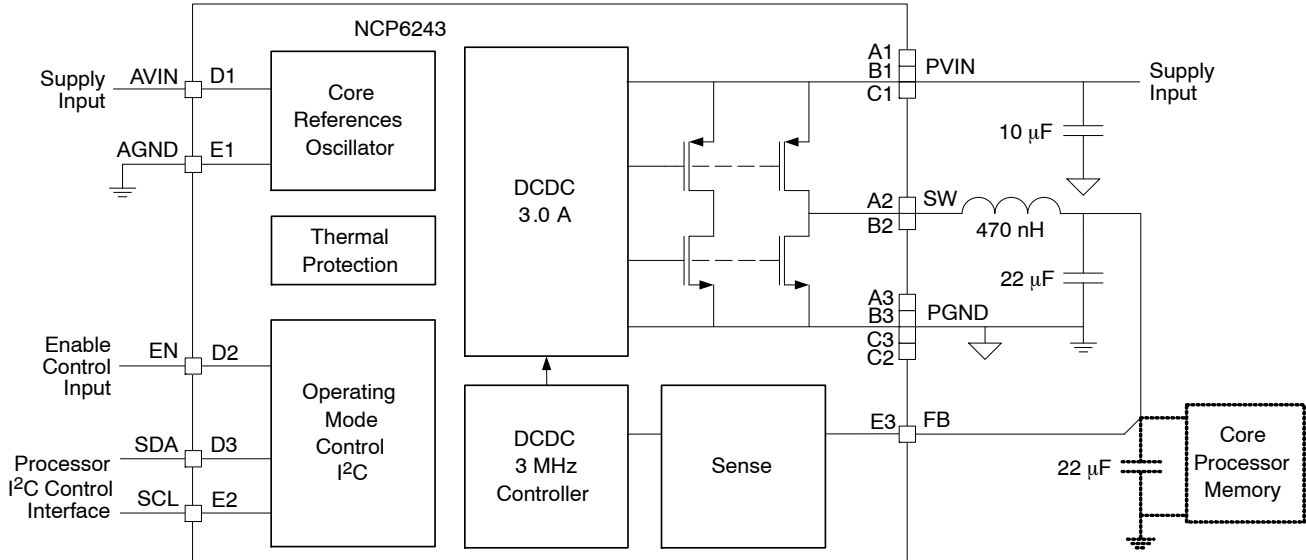 NCP6243
Supply
Input
AVIN
D1
AGND
E1
Core
References
Oscillator
Thermal
Protection
Enable
Control
Input
EN
D2
Operating
Mode
Control
I²C
Processor
I²C Control
Interface
SDA
D3
SCL
E2
DCDC
3.0 A
DCDC
3 MHz
Controller
Sense
A1
B1
C1
PVIN
Supply
Input
10 µF
A2
B2
SW
470 nH
22 µF
A3
B3
C3
C2
PGND
E3
FB
22 µF
Core
Processor
Memory